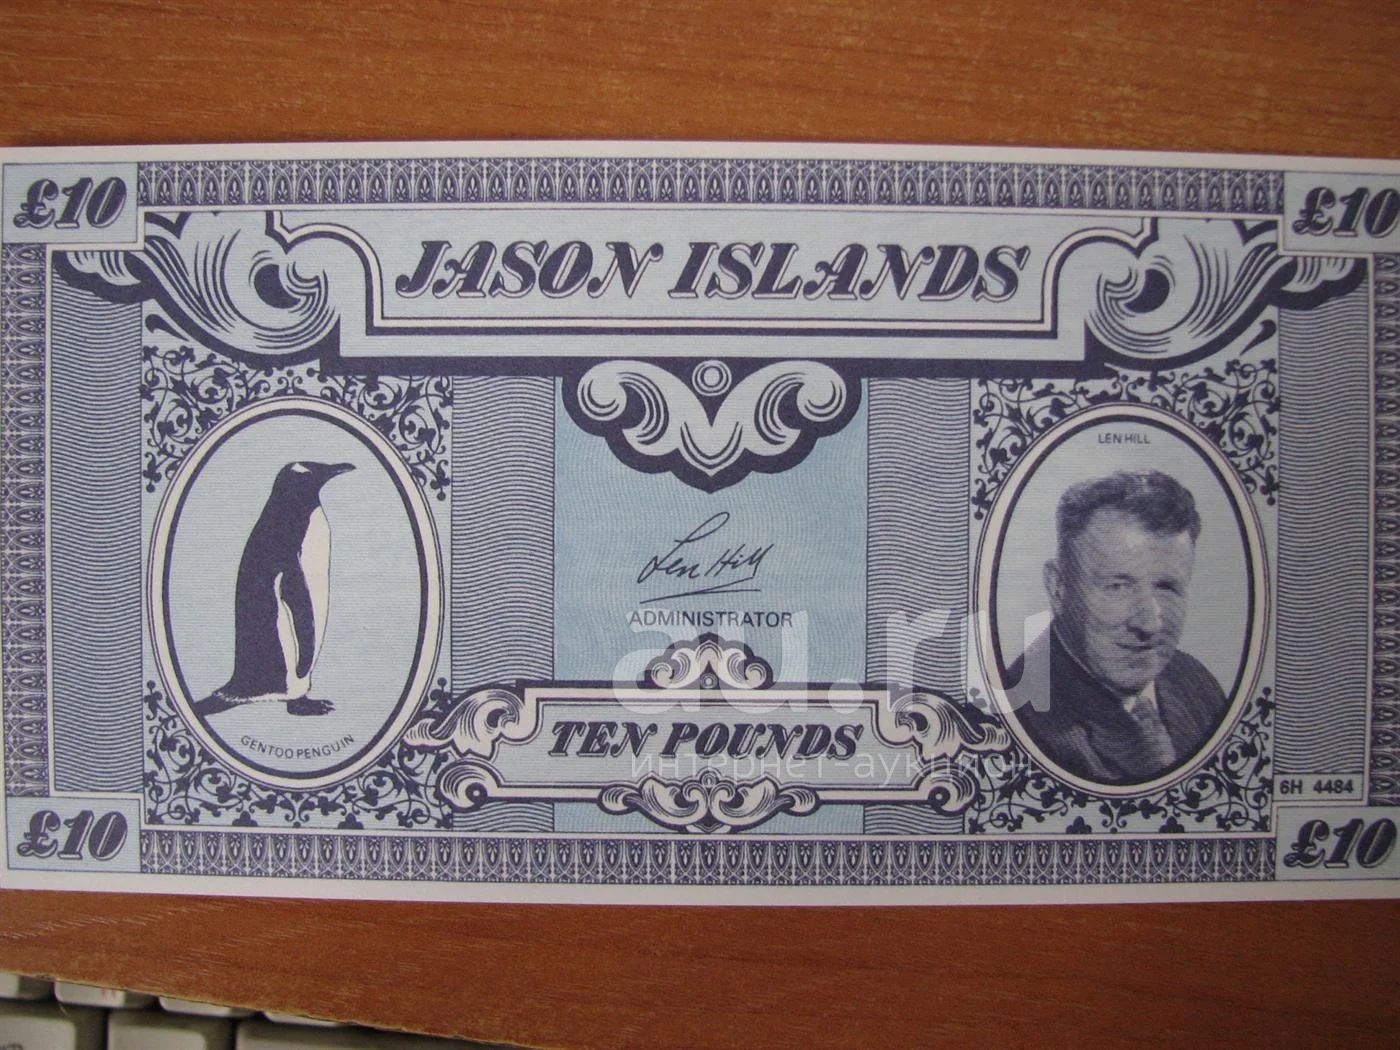 £10
£10
JASON ISLANDS
LEN HILL
Len Hill
ADMINISTRATOR
au.ru
TEN POUNDS
интернет аукцион
GENTOO PENGUIN
6H 4484
£10
£10